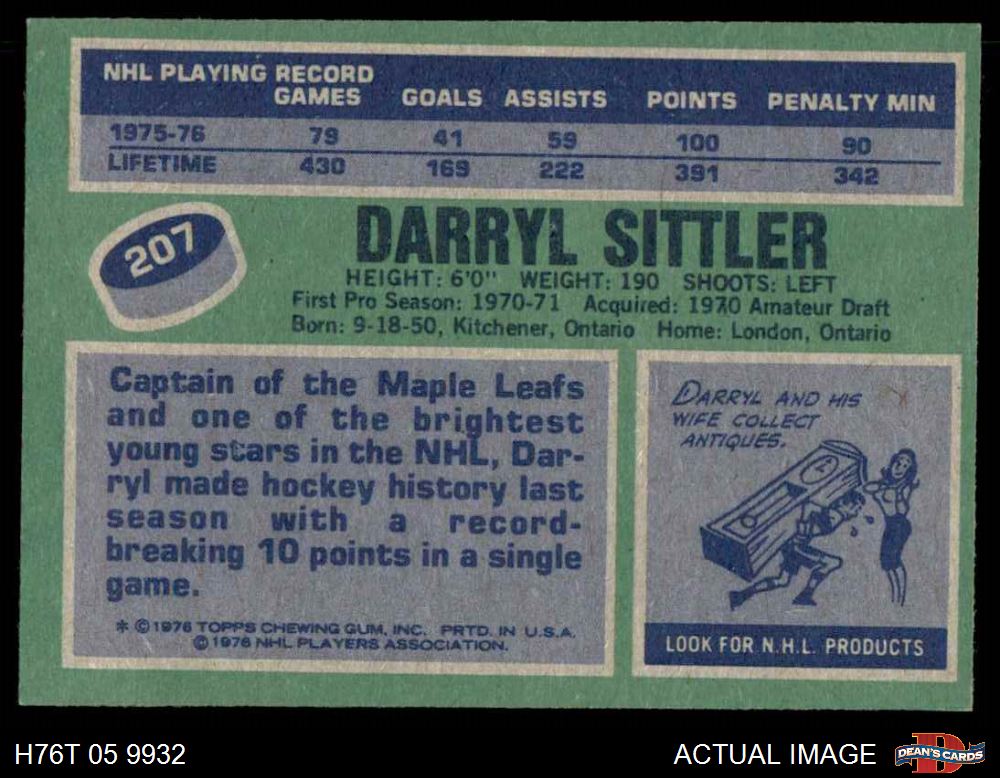 NHL PLAYING RECORD
GAMES GOALS ASSISTS POINTS PENALTY MIN
1975-76 79 41 59 100 90
LIFETIME 430 169 222 391 342
207
DARRYL SITTLER
HEIGHT: 6'0" WEIGHT: 190 SHOOTS: LEFT
First Pro Season: 1970-71 Acquired: 1970 Amateur Draft
Born: 9-18-50, Kitchener, Ontario Home: London, Ontario
Captain of the Maple Leafs
and one of the brightest
young stars in the NHL, Dar-
ryl made hockey history last
season with a record-
breaking 10 points in a single
game.
* © 1976 TOPPS CHEWING GUM, INC. PRTD. IN U.S.A.
© 1976 NHL PLAYERS ASSOCIATION.
DARRYL AND HIS
WIFE COLLECT
ANTIQUES.
LOOK FOR N.H.L. PRODUCTS
H76T 05 9932
ACTUAL IMAGE
DEAN'S CARDS